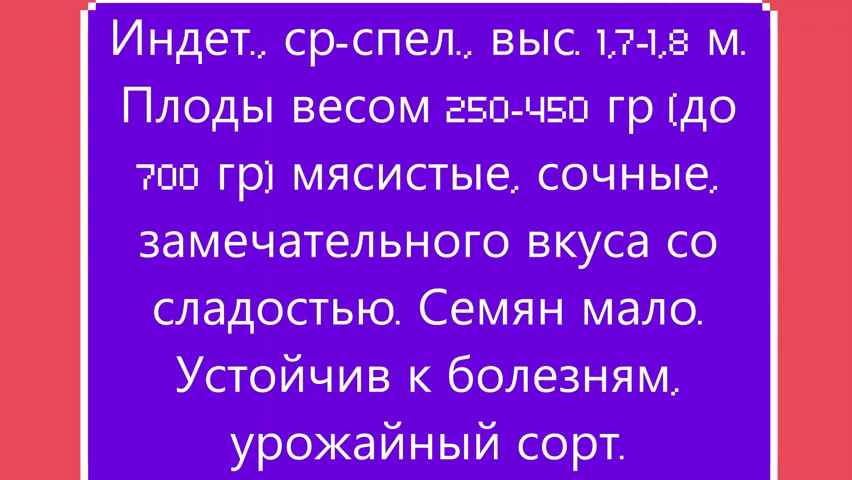 Индет., ср-спел., выс. 1,7-1,8 м.
Плоды весом 250-450 гр (до
700 гр) мясистые, сочные,
замечательного вкуса со
сладостью. Семян мало.
Устойчив к болезням,
урожайный сорт.